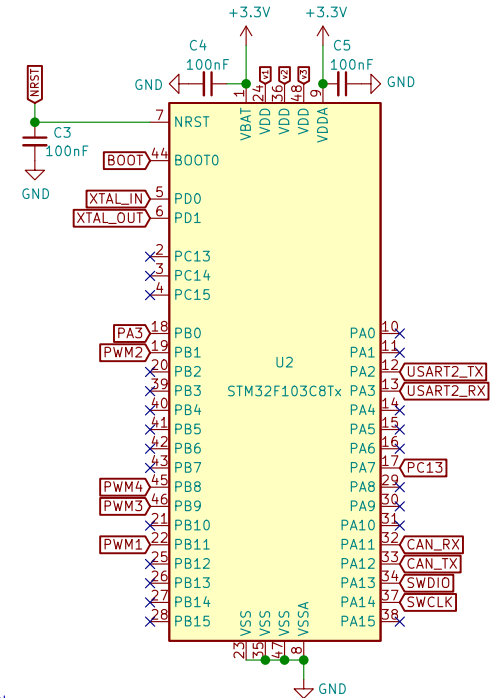 +3.3V +3.3V
C4 C5
100nF 100nF
GND GND
v1 v2 v3
NRST
1 24 36 48 9
VBAT VDD VDD VDD VDDA
7 NRST
C3
100nF
GND
BOOT 44 BOOT0
XTAL_IN 5 PD0
XTAL_OUT 6 PD1
2 PC13
3 PC14
4 PC15
PA3 18 PB0 PA0 10
PWM2 19 PB1 PA1 11
20 PB2 PA2 12 USART2_TX
39 PB3 PA3 13 USART2_RX
40 PB4 PA4 14
41 PB5 PA5 15
42 PB6 PA6 16
43 PB7 PA7 17 PC13
PWM4 45 PB8 PA8 29
PWM3 46 PB9 PA9 30
21 PB10 PA10 31
PWM1 22 PB11 PA11 32 CAN_RX
25 PB12 PA12 33 CAN_TX
26 PB13 PA13 34 SWDIO
27 PB14 PA14 37 SWCLK
28 PB15 PA15 38
U2
STM32F103C8Tx
VSS VSS VSS VSSA
23 35 47 8
GND